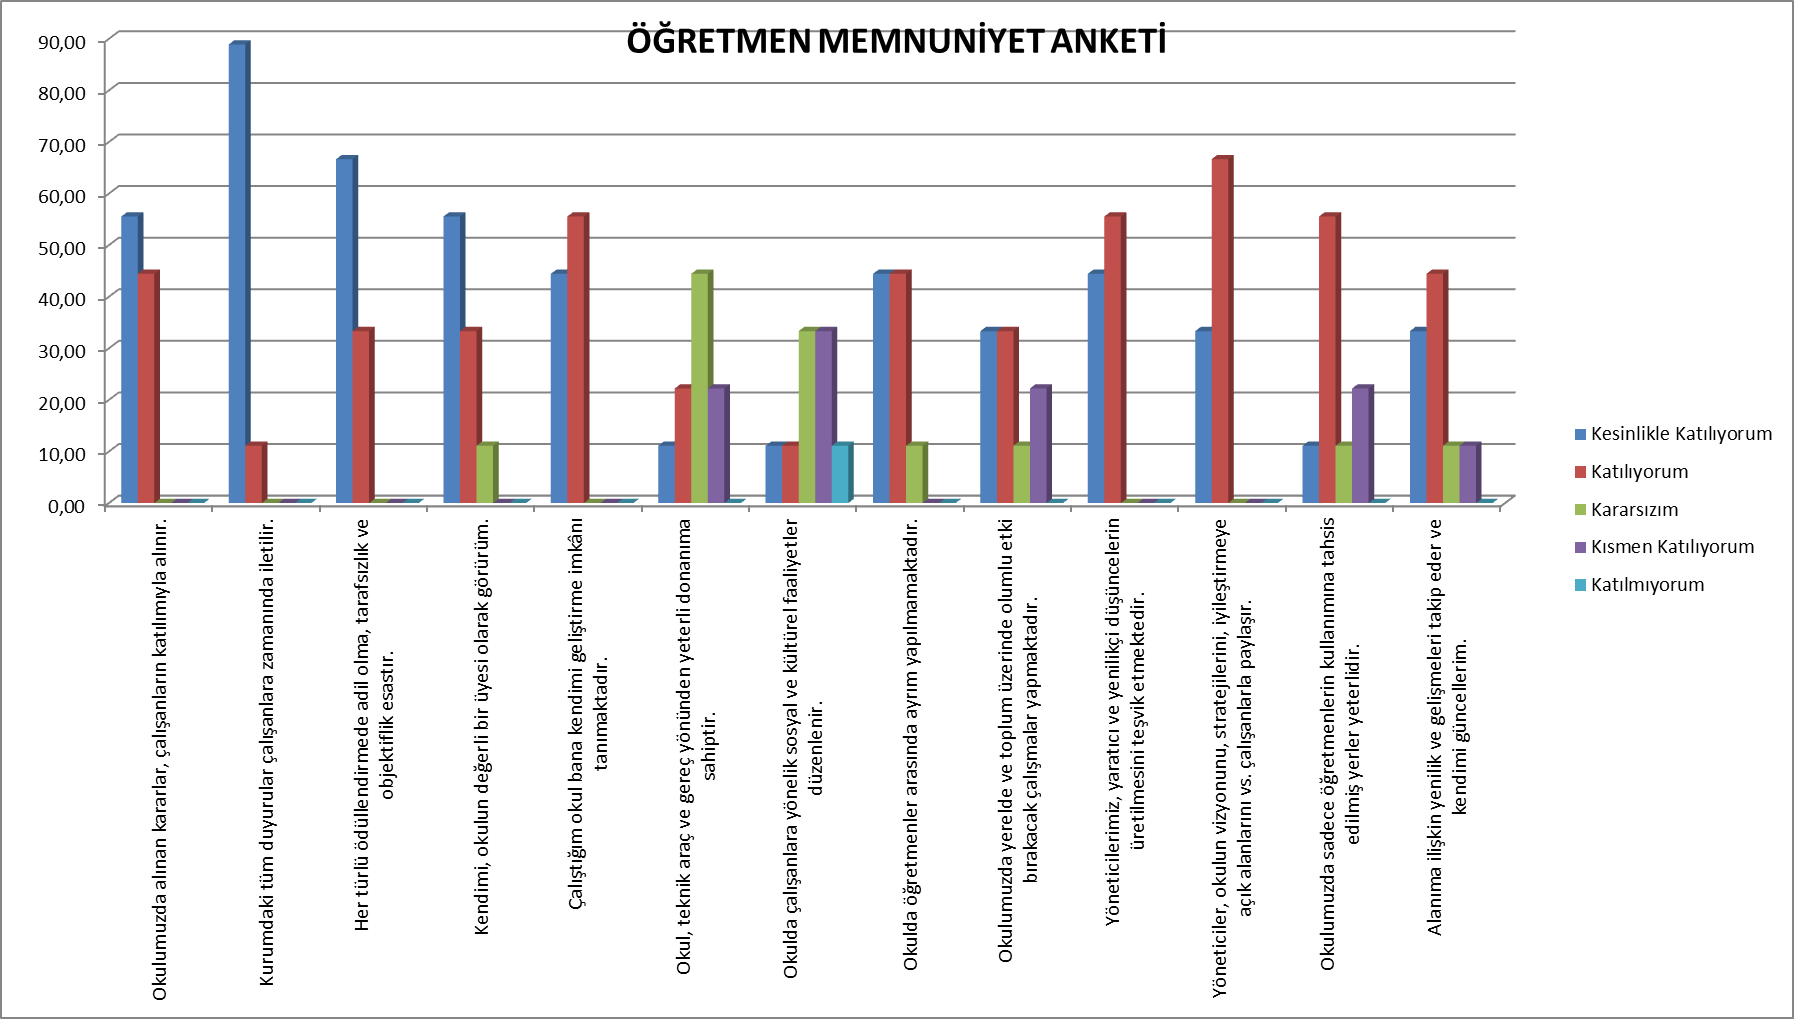 ÖĞRETMEN MEMNUNİYET ANKETİ
90,00
80,00
70,00
60,00
50,00
40,00
30,00
20,00
10,00
0,00
Okulumuzda alınan kararlar, çalışanların katılımıyla alınır.
Kurumdaki tüm duyurular çalışanlara zamanında iletilir.
Her türlü ödüllendirmede adil olma, tarafsızlık ve
objektiflik esastır.
Kendimi, okulun değerli bir üyesi olarak görürüm.
Çalıştığım okul bana kendimi geliştirme imkânı
tanımaktadır.
Okul, teknik araç ve gereç yönünden yeterli donanıma
sahiptir.
Okulda çalışanlara yönelik sosyal ve kültürel faaliyetler
düzenlenir.
Okulda öğretmenler arasında ayrım yapılmamaktadır.
Okulumuzda yerelde ve toplum üzerinde olumlu etki
bırakacak çalışmalar yapmaktadır.
Yöneticilerimiz, yaratıcı ve yenilikçi düşüncelerin
üretilmesini teşvik etmektedir.
Yöneticiler, okulun vizyonunu, stratejilerini, iyileştirmeye
açık alanlarını vs. çalışanlarla paylaşır.
Okulumuzda sadece öğretmenlerin kullanımına tahsis
edilmiş yerler yeterlidir.
Alanıma ilişkin yenilik ve gelişmeleri takip eder ve
kendimi güncellerim.
Kesinlikle Katılıyorum
Katılıyorum
Kararsızım
Kısmen Katılıyorum
Katılmıyorum